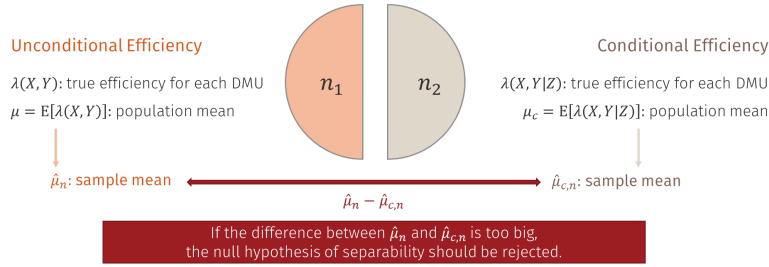 Unconditional Efficiency
λ(X,Y): true efficiency for each DMU
μ = E[λ(X,Y)]: population mean
μ̂ₙ: sample mean
n₁
n₂
Conditional Efficiency
λ(X,Y|Z): true efficiency for each DMU
μ_c = E[λ(X,Y|Z)]: population mean
μ̂_{c,n}: sample mean
μ̂ₙ − μ̂_{c,n}
If the difference between μ̂ₙ and μ̂_{c,n} is too big,
the null hypothesis of separability should be rejected.